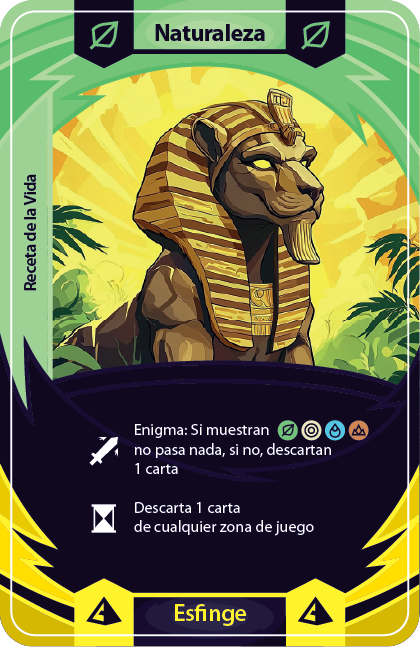 Naturaleza
Receta de la Vida
Enigma: Si muestran
no pasa nada, si no, descartan
1 carta
Descarta 1 carta
de cualquier zona de juego
Esfinge